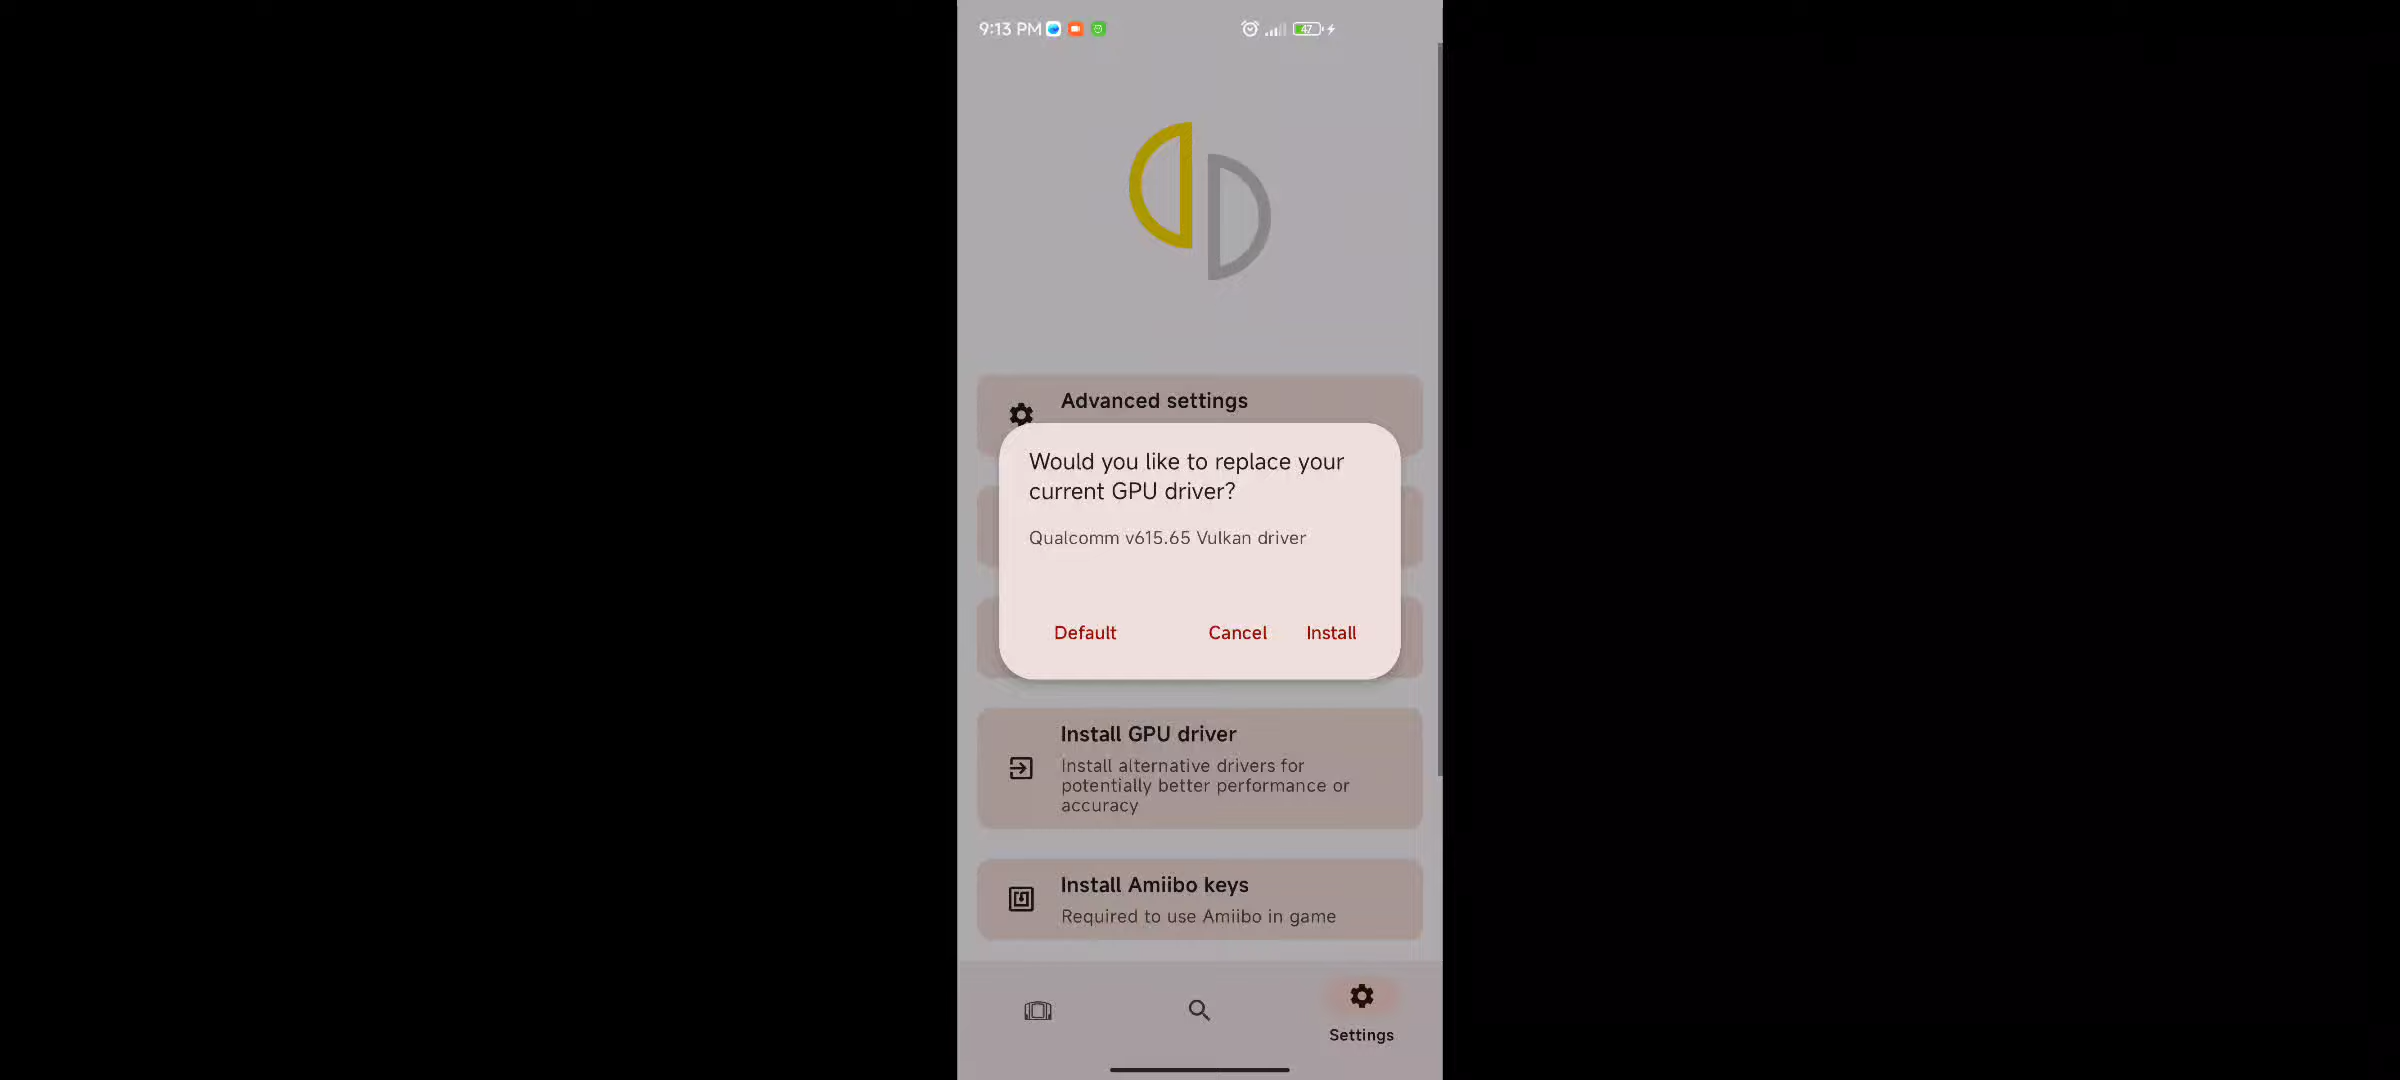 9:13 PM
47
Advanced settings
Would you like to replace your
current GPU driver?
Qualcomm v615.65 Vulkan driver
Default
Cancel
Install
Install GPU driver
Install alternative drivers for
potentially better performance or
accuracy
Install Amiibo keys
Required to use Amiibo in game
Settings